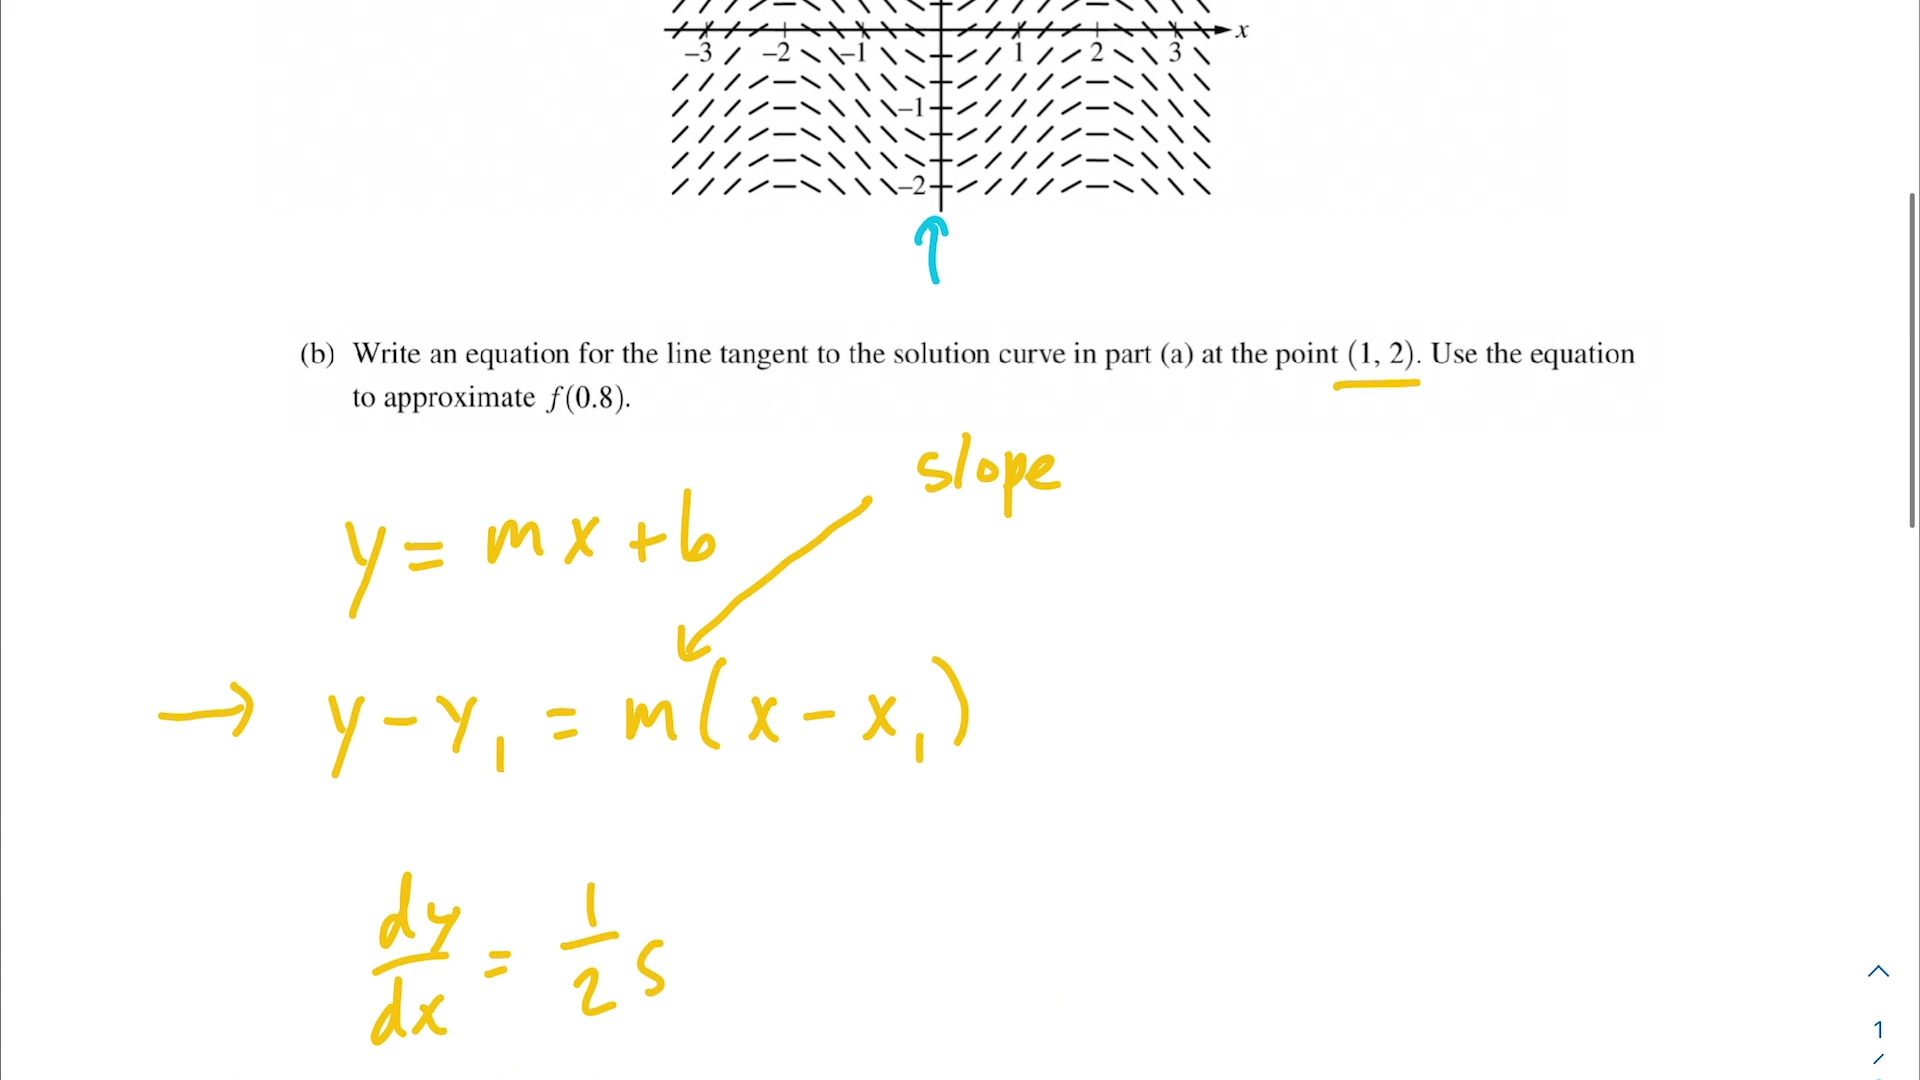 x
–3 –2 –1 1 2 3
–1
–2
(b) Write an equation for the line tangent to the solution curve in part (a) at the point (1, 2). Use the equation
to approximate f(0.8).
slope
y = mx + b
→ y - y₁ = m(x - x₁)
dy/dx = 1/2 s
1